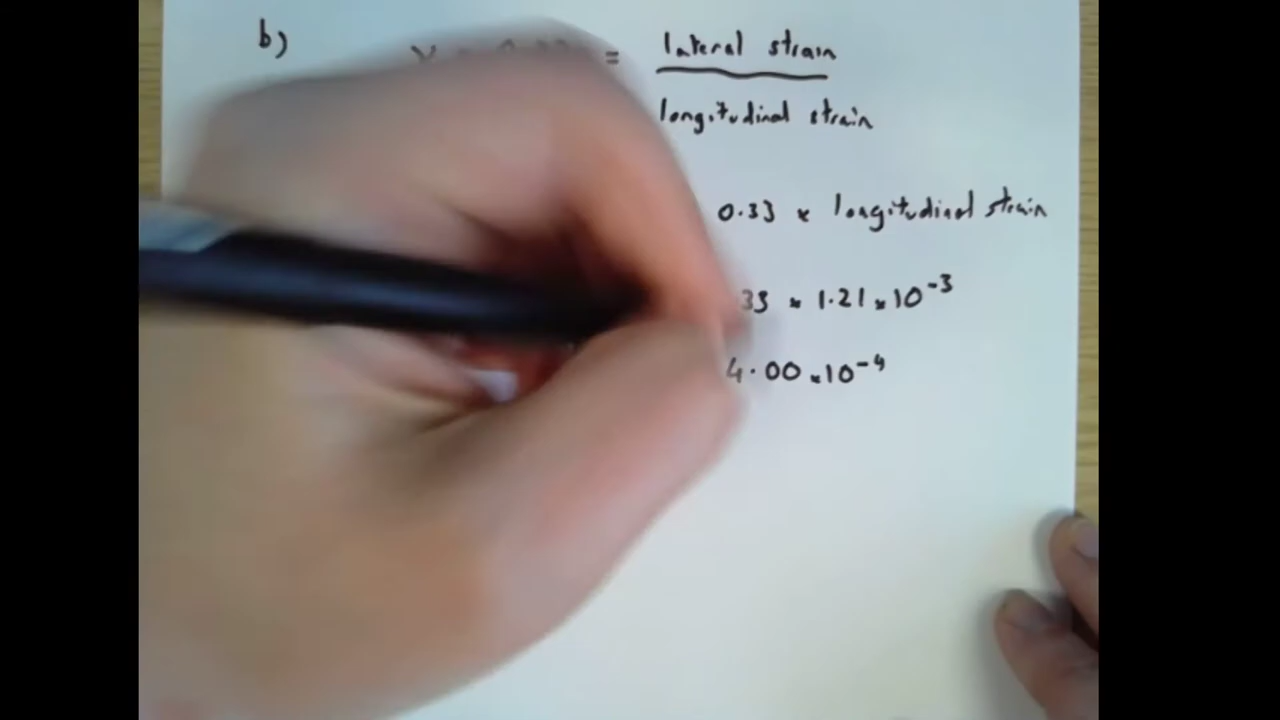 b) =
lateral strain
longitudinal strain
0.33 × longitudinal strain
33 × 1.21 × 10⁻³
4.00 × 10⁻⁴